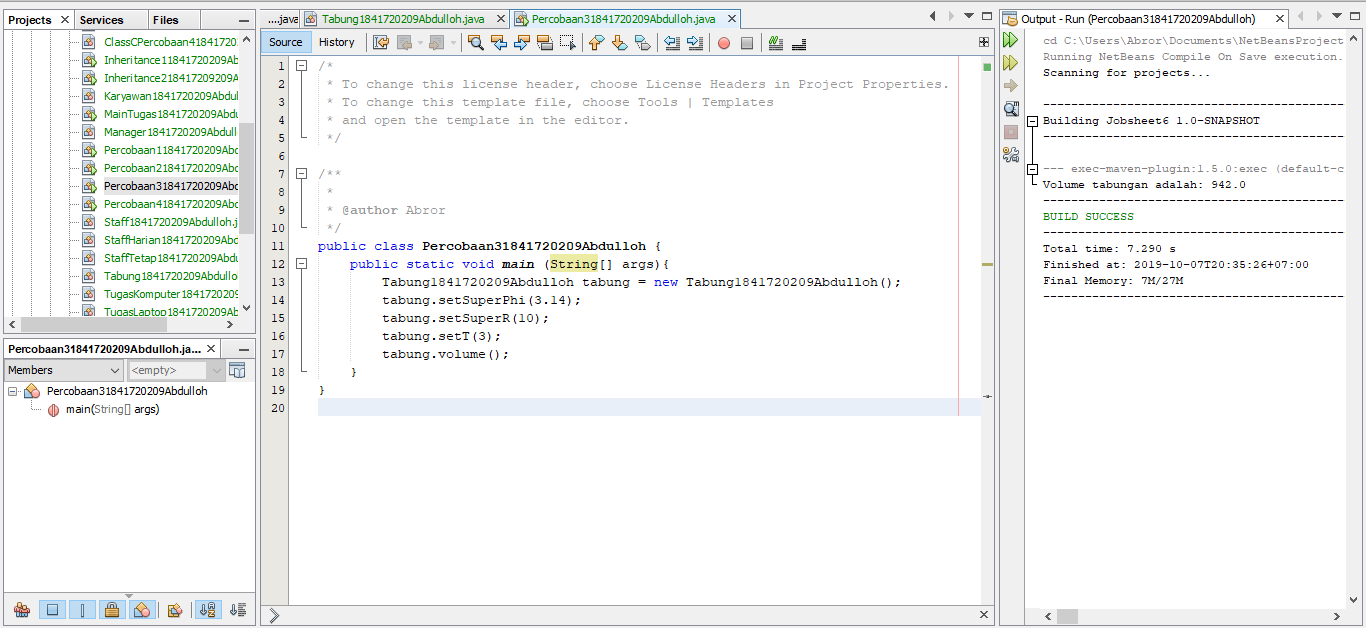 Projects Services Files
ClassCPercobaan418417202
Inheritance11841720209Abd
Inheritance218417209209A
Karyawan1841720209Abdul
MainTugas1841720209Abdu
Manager1841720209Abdull
Percobaan11841720209Abd
Percobaan21841720209Abd
Percobaan31841720209Abd
Percobaan41841720209Abd
Staff1841720209Abdulloh.j
StaffHarian1841720209Abd
StaffTetap1841720209Abdu
Tabung1841720209Abdullo
TugasKomputer1841720209
TugasLaptop1841720209Ab
Percobaan31841720209Abdulloh.ja...
Members <empty>
Percobaan31841720209Abdulloh
main(String[] args)
....java Tabung1841720209Abdulloh.java Percobaan31841720209Abdulloh.java
Source History
1 /*
2 * To change this license header, choose License Headers in Project Properties.
3 * To change this template file, choose Tools | Templates
4 * and open the template in the editor.
5 */
6
7 /**
8 *
9 * @author Abror
10 */
11 public class Percobaan31841720209Abdulloh {
12 public static void main (String[] args){
13 Tabung1841720209Abdulloh tabung = new Tabung1841720209Abdulloh();
14 tabung.setSuperPhi(3.14);
15 tabung.setSuperR(10);
16 tabung.setT(3);
17 tabung.volume();
18 }
19 }
20
Output - Run (Percobaan31841720209Abdulloh)
cd C:\Users\Abror\Documents\NetBeansProject
Running NetBeans Compile On Save execution.
Scanning for projects...
------------------------------------------
Building Jobsheet6 1.0-SNAPSHOT
------------------------------------------
--- exec-maven-plugin:1.5.0:exec (default-c
Volume tabungan adalah: 942.0
------------------------------------------
BUILD SUCCESS
------------------------------------------
Total time: 7.290 s
Finished at: 2019-10-07T20:35:26+07:00
Final Memory: 7M/27M
------------------------------------------